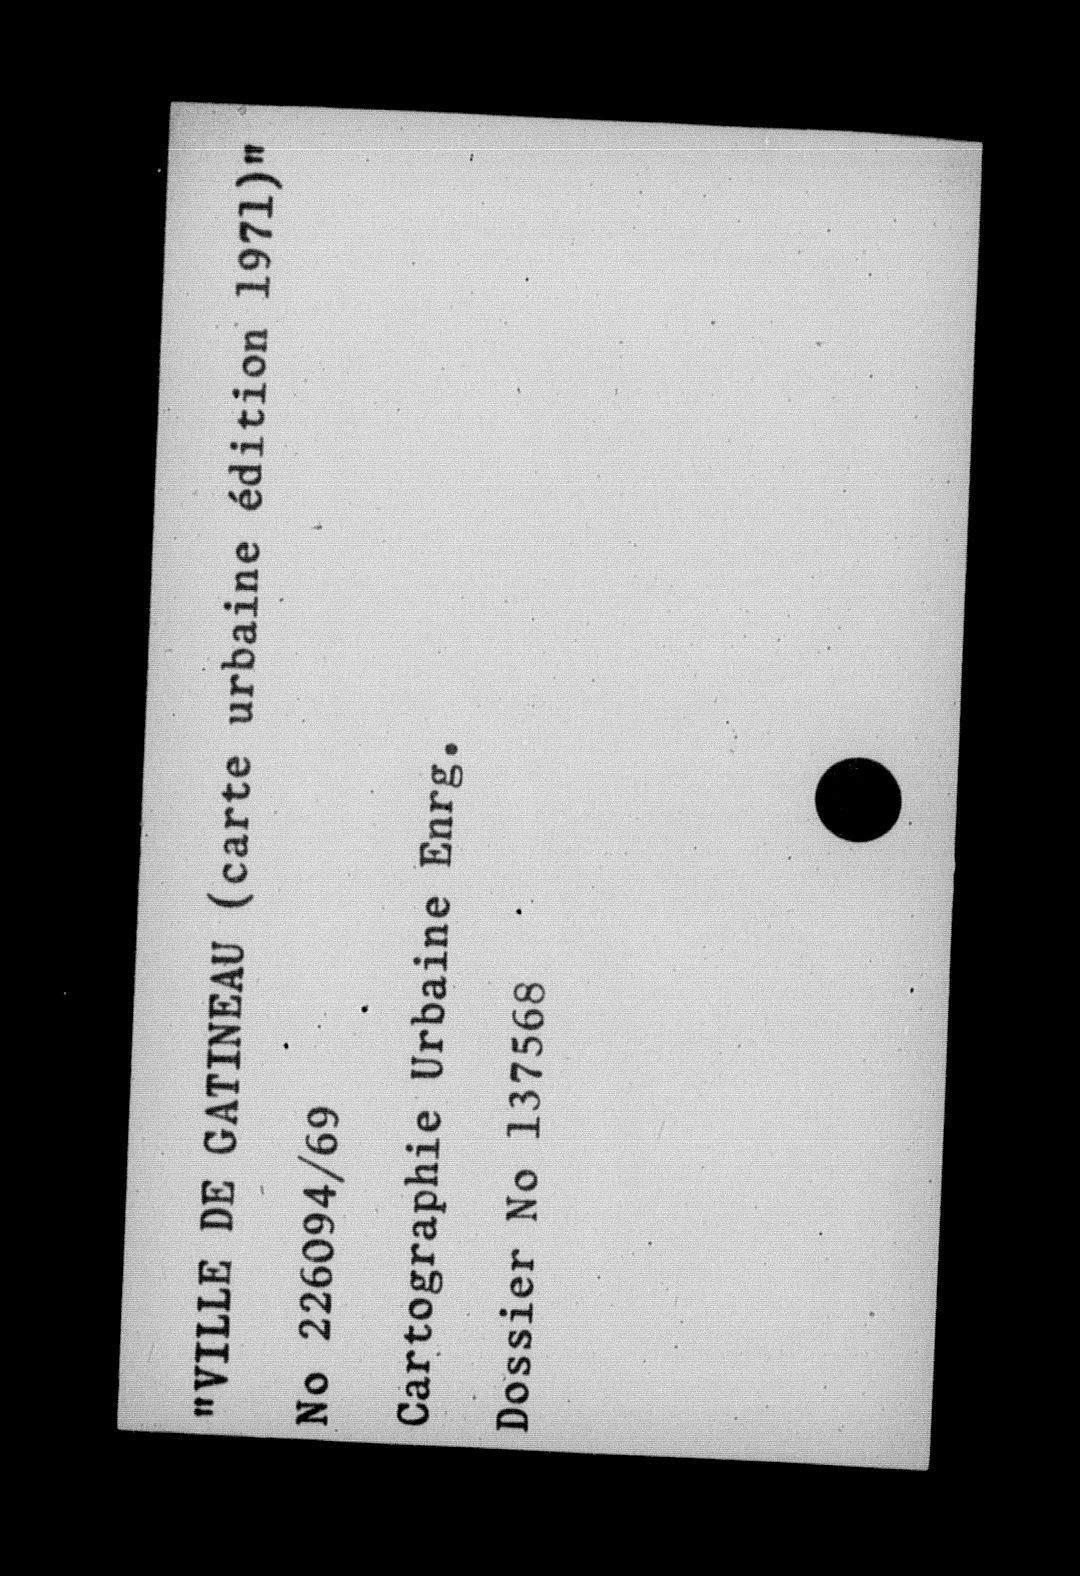 "VILLE DE GATINEAU (carte urbaine édition 1971)"
No 226094/69
Cartographie Urbaine Enrg.
Dossier No 137568